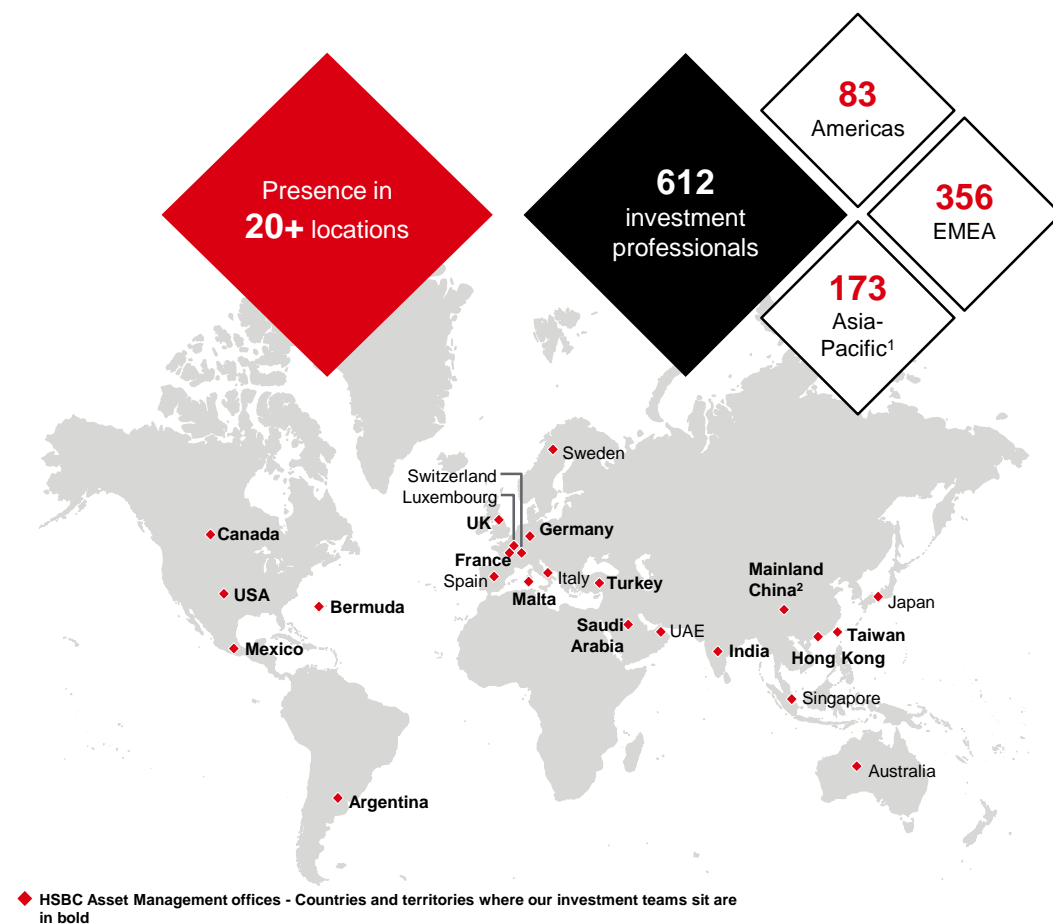 Presence in
20+ locations
612
investment
professionals
83
Americas
356
EMEA
173
Asia-
Pacific¹
Sweden
Switzerland
Luxembourg
UK
Germany
France
Spain
Italy
Malta
Turkey
Canada
USA
Bermuda
Mexico
Argentina
Saudi
Arabia
UAE
India
Mainland
China²
Japan
Taiwan
Hong Kong
Singapore
Australia
HSBC Asset Management offices - Countries and territories where our investment teams sit are
in bold